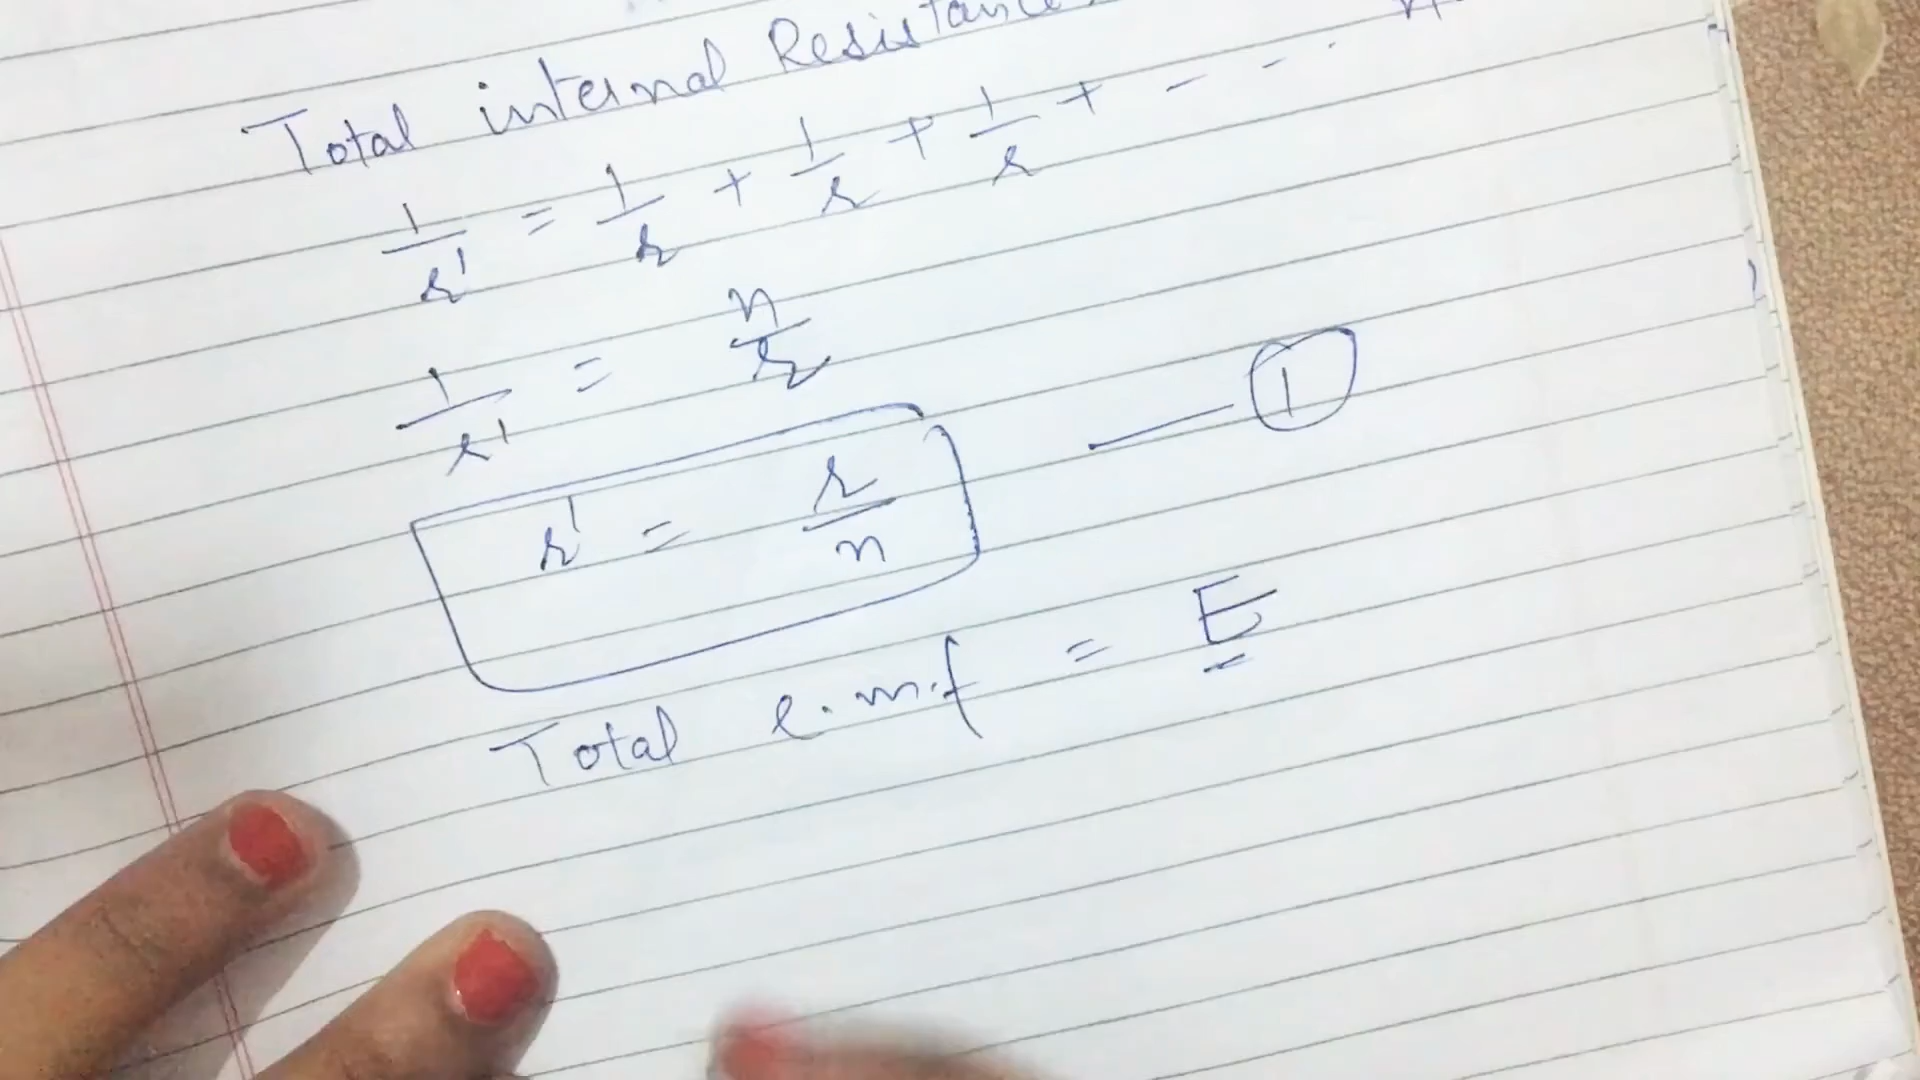 Total internal Resistance
1/r' = 1/r + 1/r + 1/r + - - .
1/r' = n/r
r' = r/n — 1
Total e.m.f = E